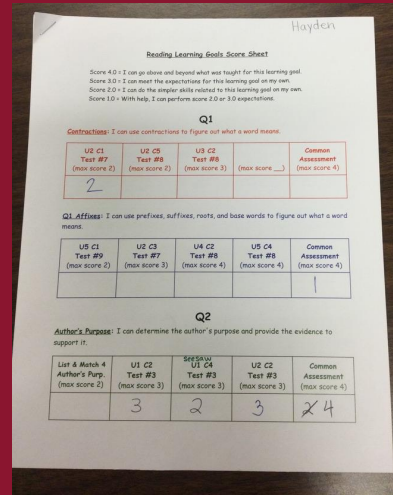 Hayden
Reading Learning Goals Score Sheet
Score 4.0 = I can go above and beyond what was taught for this learning goal.
Score 3.0 = I can meet the expectations for this learning goal on my own.
Score 2.0 = I can do the simpler skills related to this learning goal on my own.
Score 1.0 = With help, I can perform score 2.0 or 3.0 expectations.
Q1
Contractions: I can use contractions to figure out what a word means.
U2 C1 Test #7 (max score 2) U2 C5 Test #8 (max score 2) U3 C2 Test #8 (max score 3) (max score __) Common Assessment (max score 4)
2
Q1 Affixes: I can use prefixes, suffixes, roots, and base words to figure out what a word
means.
U5 C1 Test #9 (max score 2) U2 C3 Test #7 (max score 3) U4 C2 Test #8 (max score 4) U5 C4 Test #8 (max score 4) Common Assessment (max score 4)
1
Q2
Author's Purpose: I can determine the author's purpose and provide the evidence to
support it.
List & Match 4 Author's Purp. (max score 2) U1 C2 Test #3 (max score 3) SeeSaw U1 C4 Test #3 (max score 3) U2 C2 Test #3 (max score 3) Common Assessment (max score 4)
3 2 3 2 4